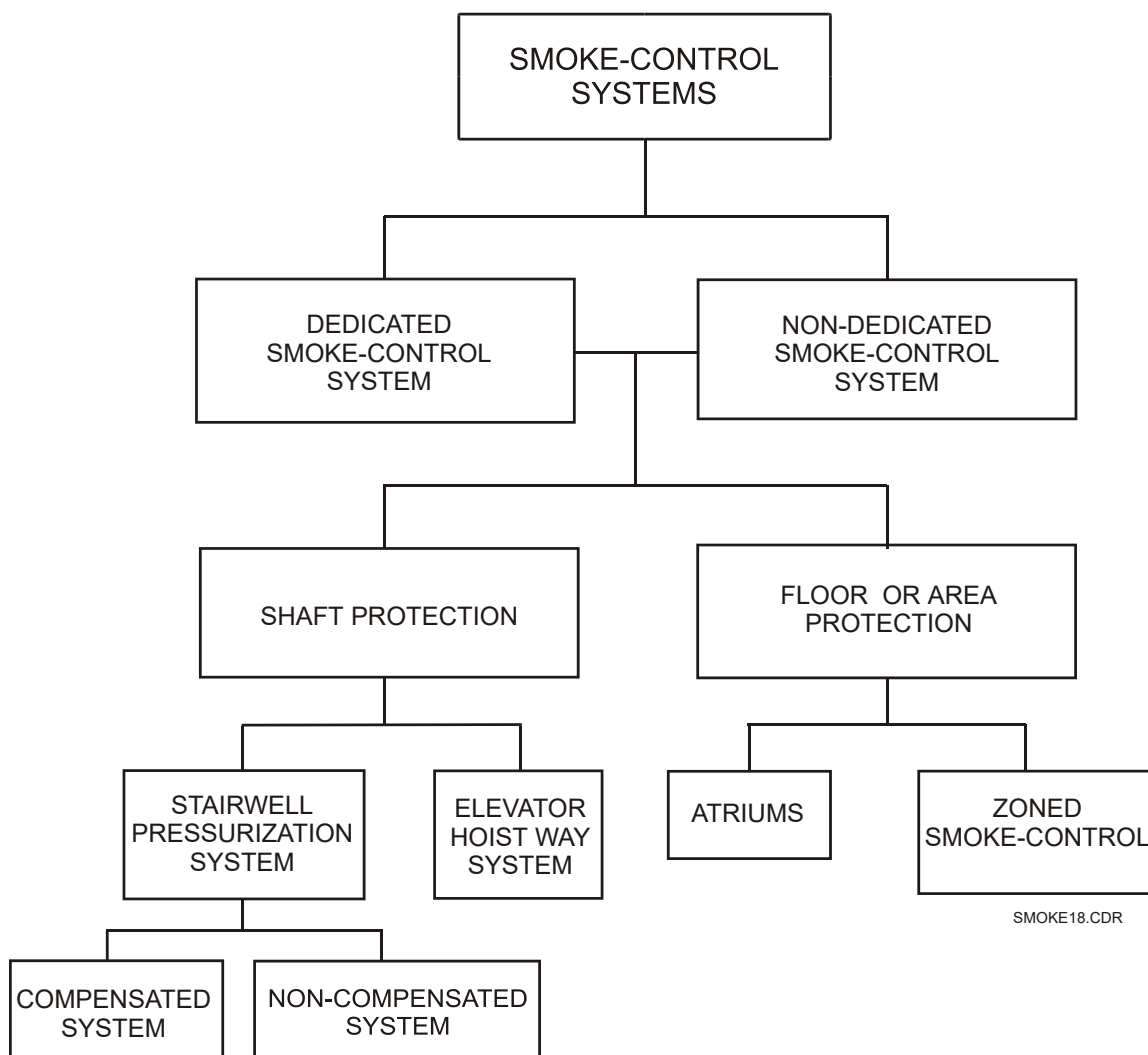 SMOKE-CONTROL
SYSTEMS
DEDICATED
SMOKE-CONTROL
SYSTEM
NON-DEDICATED
SMOKE-CONTROL
SYSTEM
SHAFT PROTECTION
FLOOR OR AREA
PROTECTION
STAIRWELL
PRESSURIZATION
SYSTEM
ELEVATOR
HOIST WAY
SYSTEM
ATRIUMS
ZONED
SMOKE-CONTROL
SMOKE18.CDR
COMPENSATED
SYSTEM
NON-COMPENSATED
SYSTEM